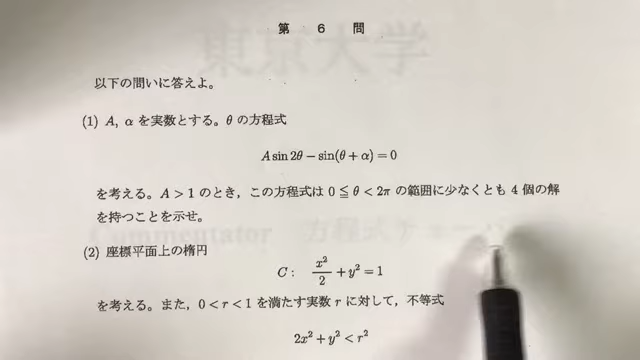 第 6 問
以下の問いに答えよ。
(1) A, α を実数とする。θ の方程式
A sin 2θ − sin(θ + α) = 0
を考える。A > 1 のとき、この方程式は 0 ≦ θ < 2π の範囲に少なくとも 4 個の解
を持つことを示せ。
(2) 座標平面上の楕円
C : x²/2 + y² = 1
を考える。また、0 < r < 1 を満たす実数 r に対して、不等式
2x² + y² < r²
東京大学
Commentator